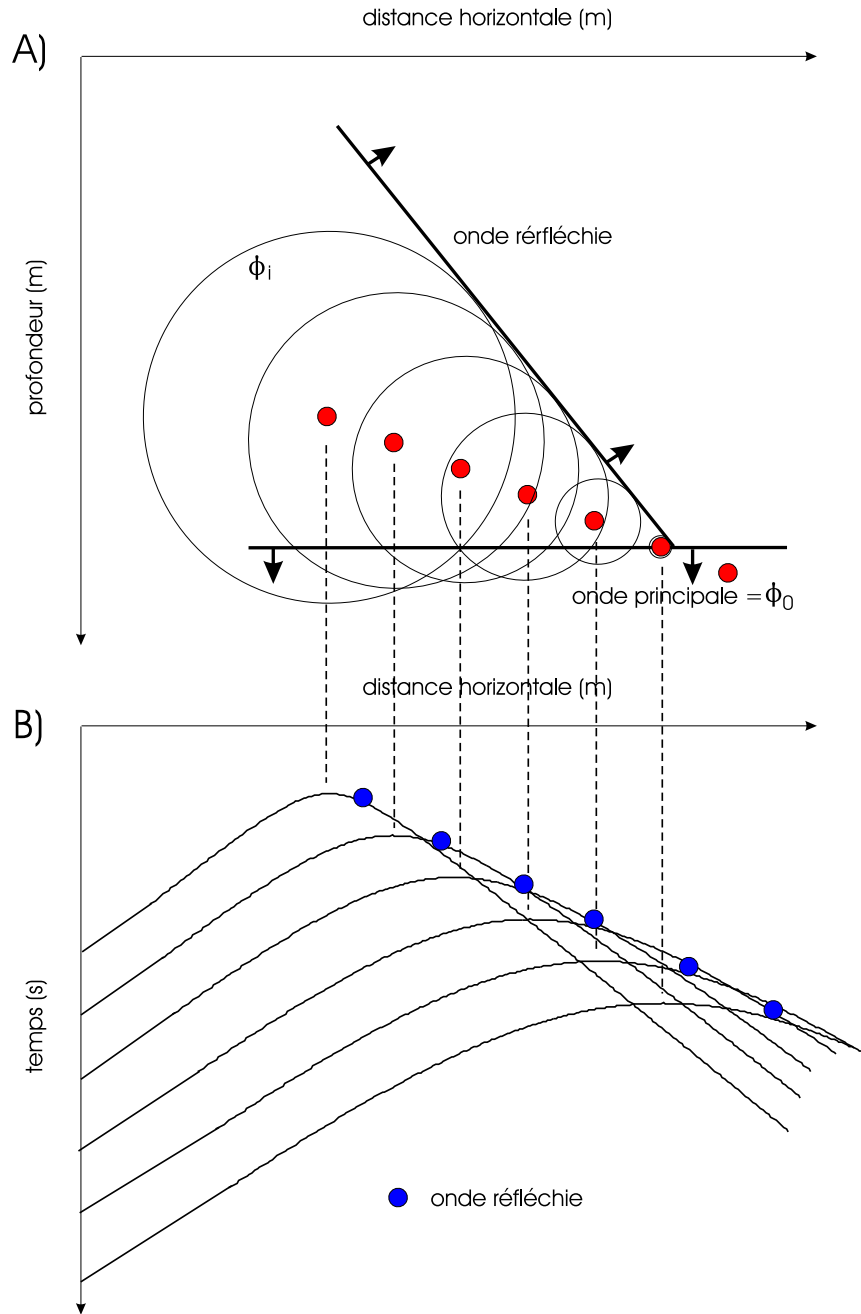 distance horizontale (m)
A)
onde rérfléchie
ϕi
profondeur (m)
onde principale = ϕ0
distance horizontale (m)
B)
temps (s)
onde réfléchie